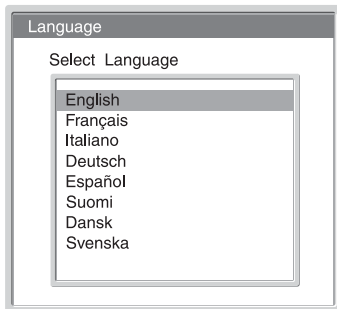 Language
Select Language
English
Français
Italiano
Deutsch
Español
Suomi
Dansk
Svenska